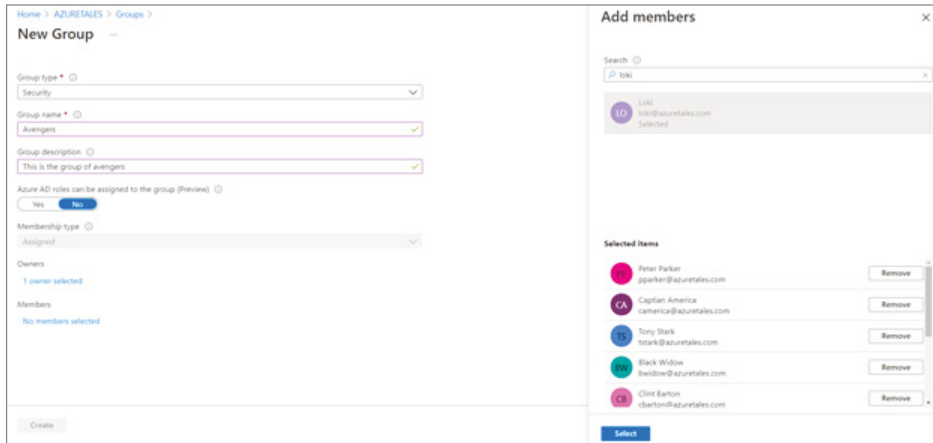 Home > AZURETALES > Groups >
New Group ...
Group type *
Security
Group name *
Avengers
Group description
This is the group of avengers
Azure AD roles can be assigned to the group (Preview)
Yes No
Membership type
Assigned
Owners
1 owner selected
Members
No members selected
Create
Add members
Search
loki
LO
Loki
loki@azuretales.com
Selected
Selected items
PP
Peter Parker
pparker@azuretales.com
Remove
CA
Captian America
camerica@azuretales.com
Remove
TS
Tony Stark
tstark@azuretales.com
Remove
BW
Black Widow
bwidow@azuretales.com
Remove
CB
Clint Barton
cbarton@azuretales.com
Remove
Select